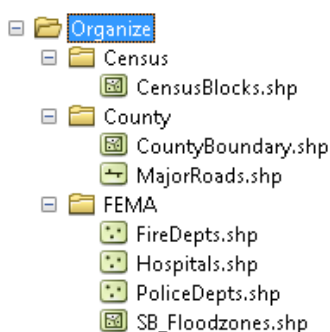 Organize
Census
CensusBlocks.shp
County
CountyBoundary.shp
MajorRoads.shp
FEMA
FireDepts.shp
Hospitals.shp
PoliceDepts.shp
SB_Floodzones.shp